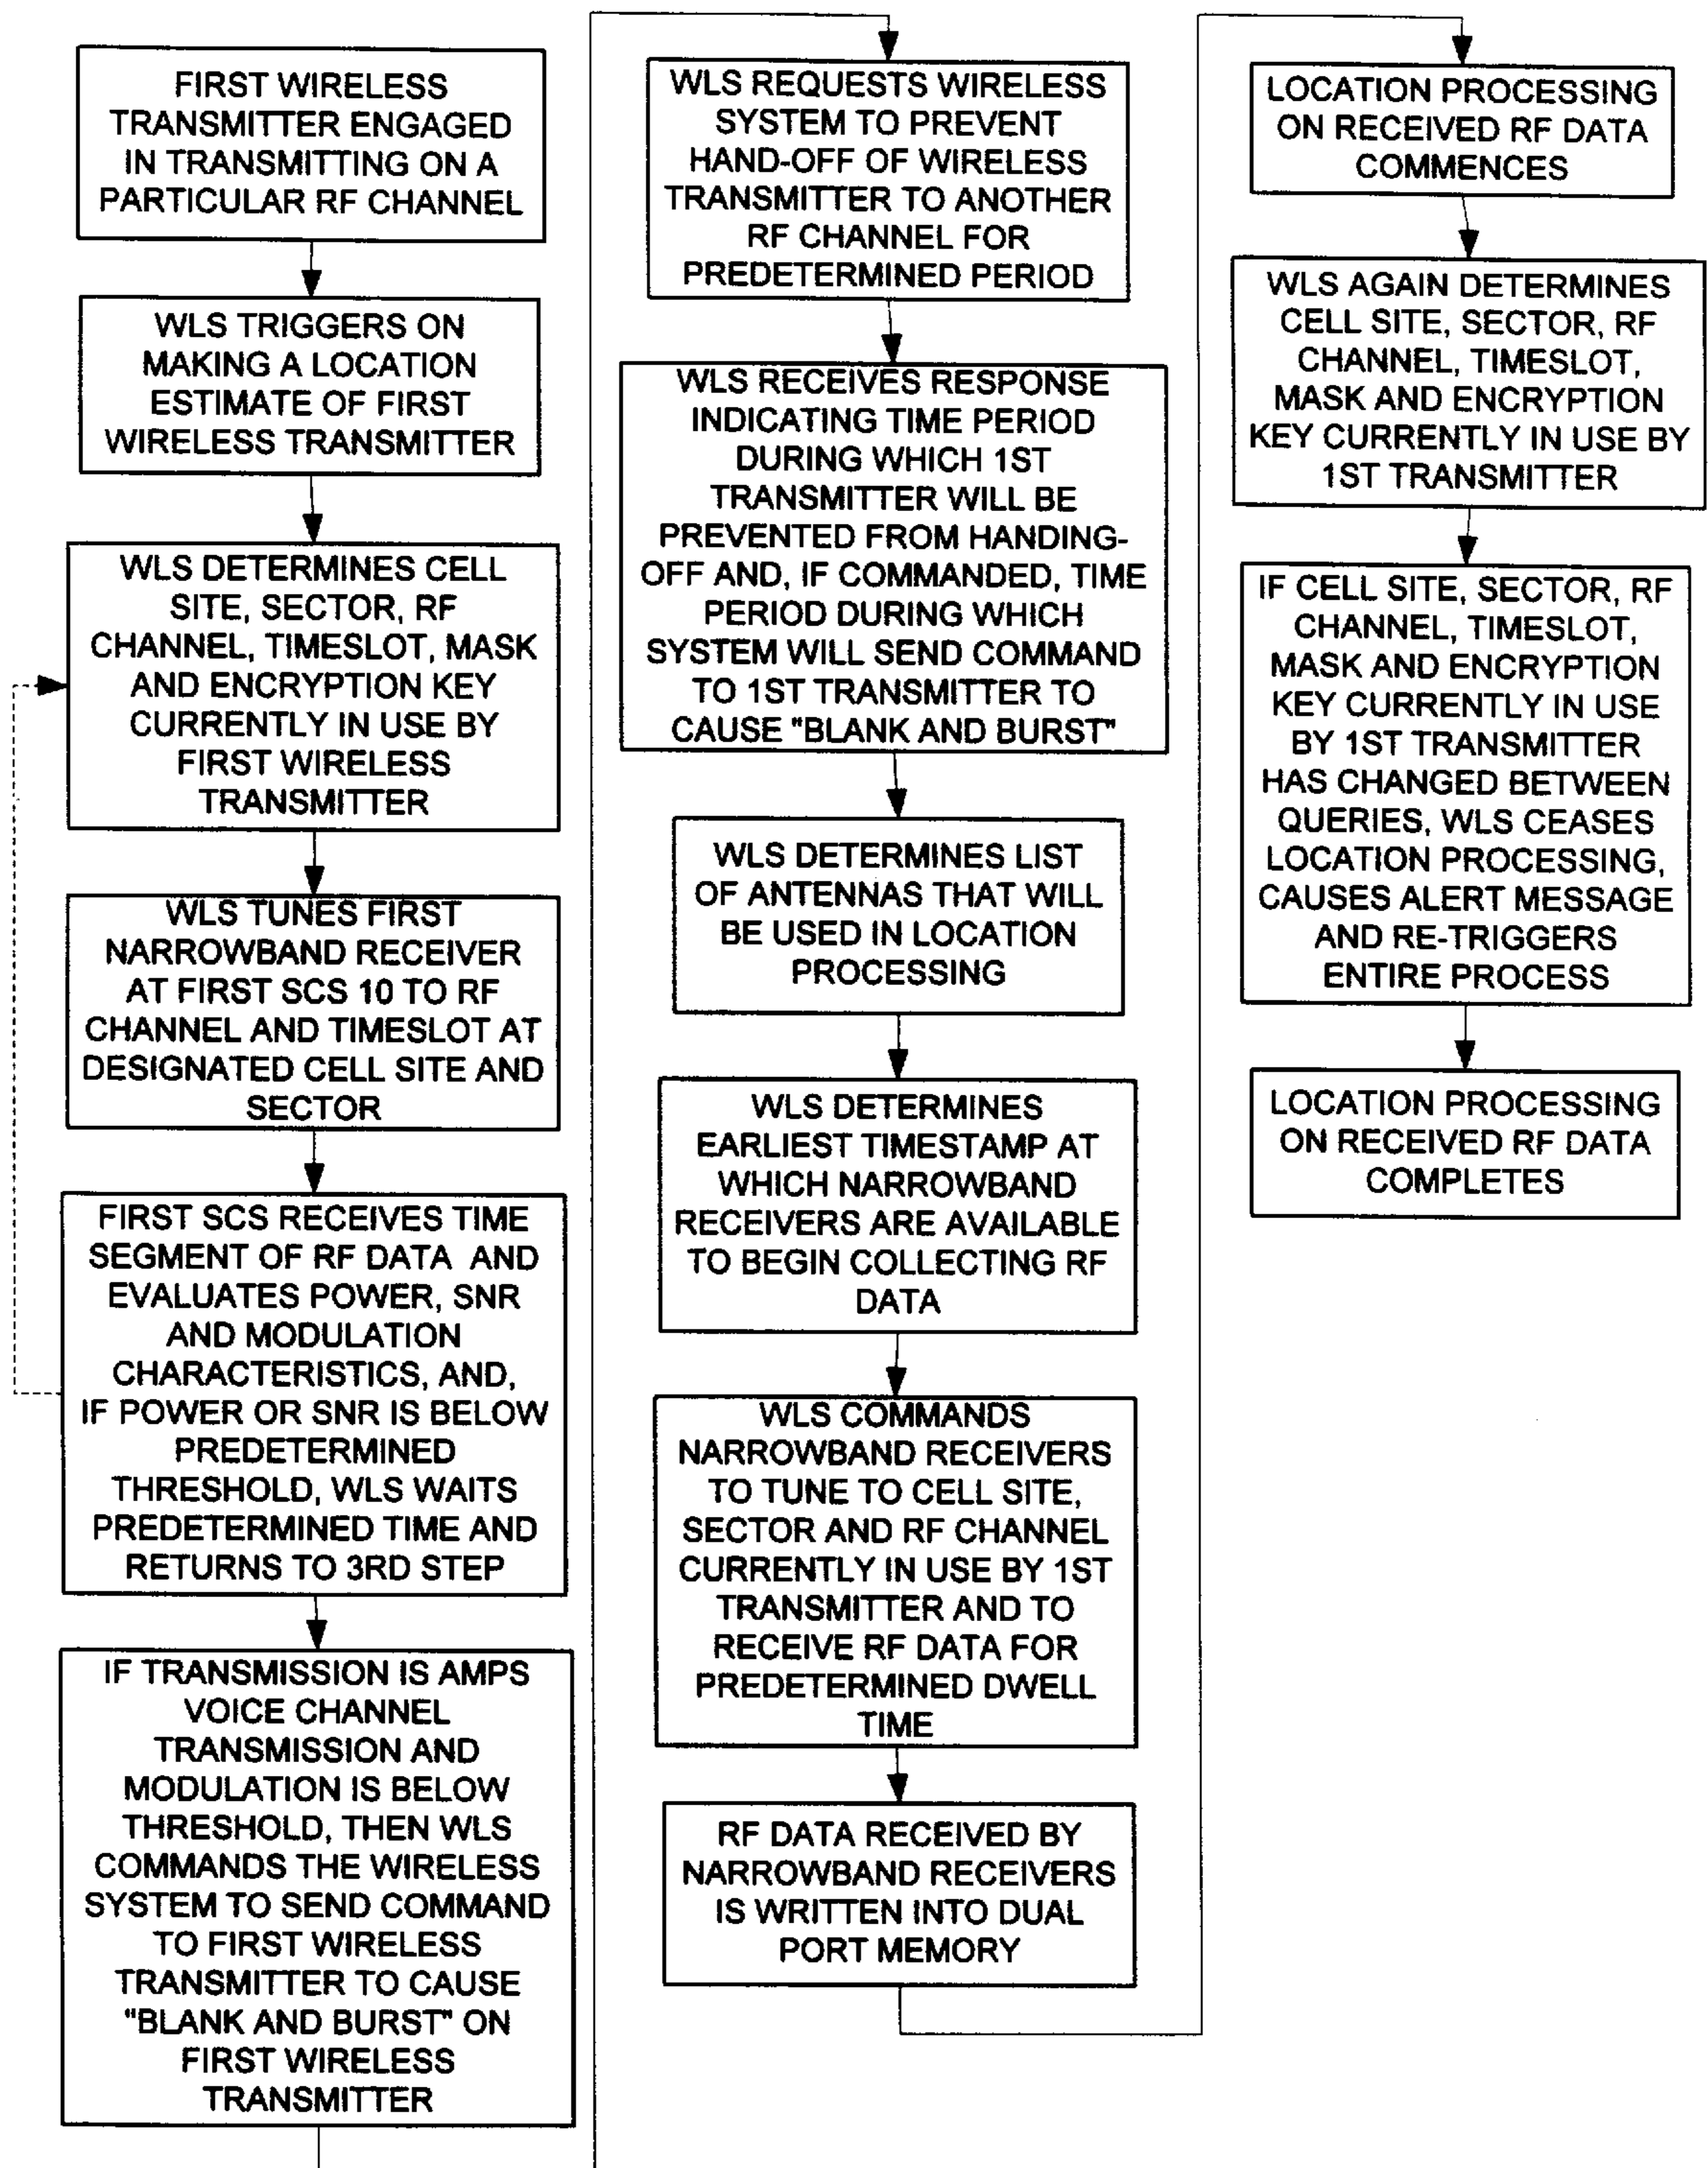 FIRST WIRELESS
TRANSMITTER ENGAGED
IN TRANSMITTING ON A
PARTICULAR RF CHANNEL
WLS TRIGGERS ON
MAKING A LOCATION
ESTIMATE OF FIRST
WIRELESS TRANSMITTER
WLS DETERMINES CELL
SITE, SECTOR, RF
CHANNEL, TIMESLOT, MASK
AND ENCRYPTION KEY
CURRENTLY IN USE BY
FIRST WIRELESS
TRANSMITTER
WLS TUNES FIRST
NARROWBAND RECEIVER
AT FIRST SCS 10 TO RF
CHANNEL AND TIMESLOT AT
DESIGNATED CELL SITE AND
SECTOR
FIRST SCS RECEIVES TIME
SEGMENT OF RF DATA AND
EVALUATES POWER, SNR
AND MODULATION
CHARACTERISTICS, AND,
IF POWER OR SNR IS BELOW
PREDETERMINED
THRESHOLD, WLS WAITS
PREDETERMINED TIME AND
RETURNS TO 3RD STEP
IF TRANSMISSION IS AMPS
VOICE CHANNEL
TRANSMISSION AND
MODULATION IS BELOW
THRESHOLD, THEN WLS
COMMANDS THE WIRELESS
SYSTEM TO SEND COMMAND
TO FIRST WIRELESS
TRANSMITTER TO CAUSE
"BLANK AND BURST" ON
FIRST WIRELESS
TRANSMITTER
WLS REQUESTS WIRELESS
SYSTEM TO PREVENT
HAND-OFF OF WIRELESS
TRANSMITTER TO ANOTHER
RF CHANNEL FOR
PREDETERMINED PERIOD
WLS RECEIVES RESPONSE
INDICATING TIME PERIOD
DURING WHICH 1ST
TRANSMITTER WILL BE
PREVENTED FROM HANDING-
OFF AND, IF COMMANDED, TIME
PERIOD DURING WHICH
SYSTEM WILL SEND COMMAND
TO 1ST TRANSMITTER TO
CAUSE "BLANK AND BURST"
WLS DETERMINES LIST
OF ANTENNAS THAT WILL
BE USED IN LOCATION
PROCESSING
WLS DETERMINES
EARLIEST TIMESTAMP AT
WHICH NARROWBAND
RECEIVERS ARE AVAILABLE
TO BEGIN COLLECTING RF
DATA
WLS COMMANDS
NARROWBAND RECEIVERS
TO TUNE TO CELL SITE,
SECTOR AND RF CHANNEL
CURRENTLY IN USE BY 1ST
TRANSMITTER AND TO
RECEIVE RF DATA FOR
PREDETERMINED DWELL
TIME
RF DATA RECEIVED BY
NARROWBAND RECEIVERS
IS WRITTEN INTO DUAL
PORT MEMORY
LOCATION PROCESSING
ON RECEIVED RF DATA
COMMENCES
WLS AGAIN DETERMINES
CELL SITE, SECTOR, RF
CHANNEL, TIMESLOT,
MASK AND ENCRYPTION
KEY CURRENTLY IN USE BY
1ST TRANSMITTER
IF CELL SITE, SECTOR, RF
CHANNEL, TIMESLOT,
MASK AND ENCRYPTION
KEY CURRENTLY IN USE
BY 1ST TRANSMITTER
HAS CHANGED BETWEEN
QUERIES, WLS CEASES
LOCATION PROCESSING,
CAUSES ALERT MESSAGE
AND RE-TRIGGERS
ENTIRE PROCESS
LOCATION PROCESSING
ON RECEIVED RF DATA
COMPLETES